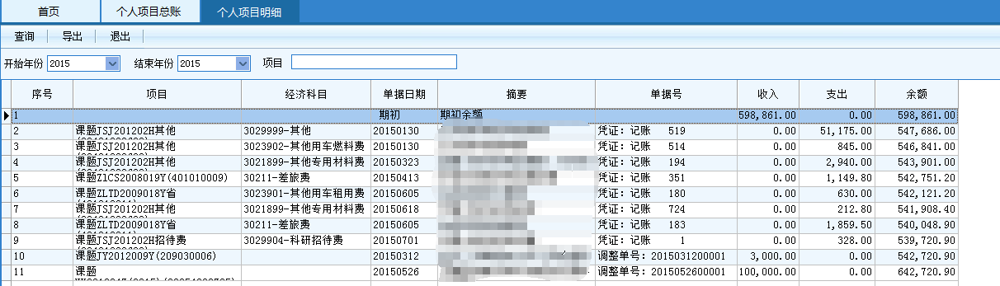 首页 个人项目总账 个人项目明细
查询 导出 退出
开始年份 2015 结束年份 2015 项目
序号 项目 经济科目 单据日期 摘要 单据号 收入 支出 余额
1 期初 期初余额 598,861.00 0.00 598,861.00
2 课题JSJ201202H其他 3029999-其他 20150130 凭证: 记账 519 0.00 51,175.00 547,686.00
3 课题JSJ201202H其他 3023902-其他用车燃料费 20150130 凭证: 记账 514 0.00 845.00 546,841.00
4 课题JSJ201202H其他 3021899-其他专用材料费 20150323 凭证: 记账 194 0.00 2,940.00 543,901.00
5 课题Z1CS2008019Y(401010009) 30211-差旅费 20150413 凭证: 记账 351 0.00 1,149.80 542,751.20
6 课题ZLTD2009018Y省 3023901-其他用车租用费 20150605 凭证: 记账 180 0.00 630.00 542,121.20
7 课题JSJ201202H其他 3021899-其他专用材料费 20150618 凭证: 记账 724 0.00 212.80 541,908.40
8 课题ZLTD2009018Y省 30211-差旅费 20150605 凭证: 记账 183 0.00 1,859.50 540,048.90
9 课题JSJ201202H招待费 3029904-科研招待费 20150701 凭证: 记账 1 0.00 328.00 539,720.90
10 课题JY2012009Y(209030006) 20150312 调整单号: 2015031200001 3,000.00 0.00 542,720.90
11 课题 20150526 调整单号: 2015052600001 100,000.00 0.00 642,720.90